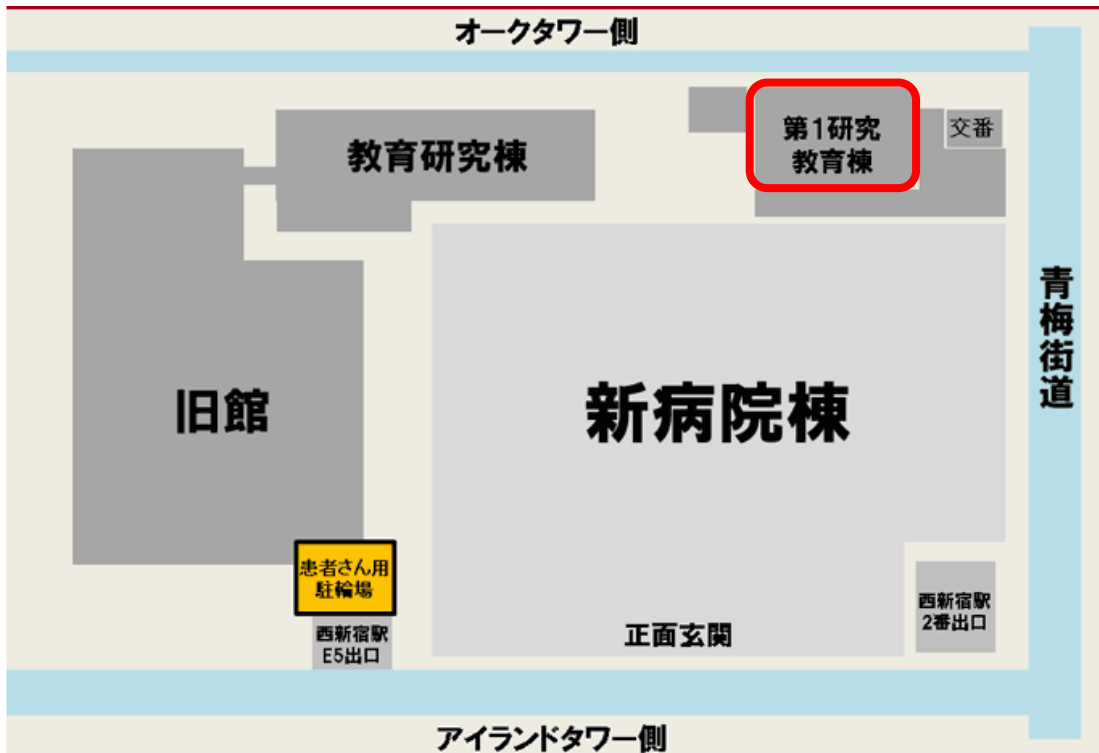 オークタワー側
第1研究
教育棟
交番
教育研究棟
青梅街道
旧館
新病院棟
患者さん用
駐輪場
西新宿駅
E5出口
正面玄関
西新宿駅
2番出口
アイランドタワー側